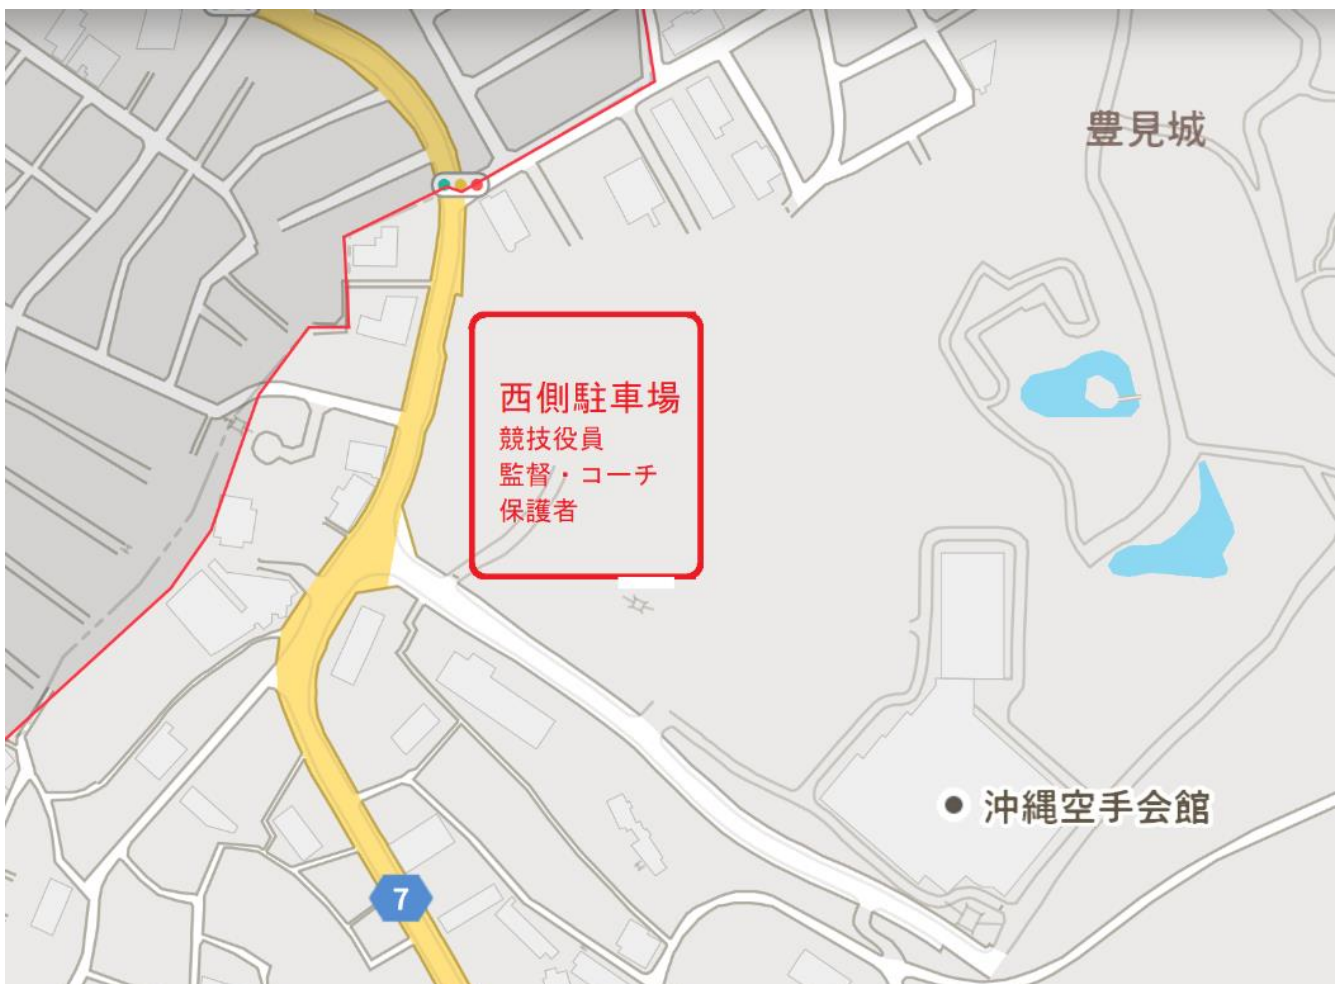 豊見城
西側駐車場
競技役員
監督・コーチ
保護者
沖縄空手会館
7